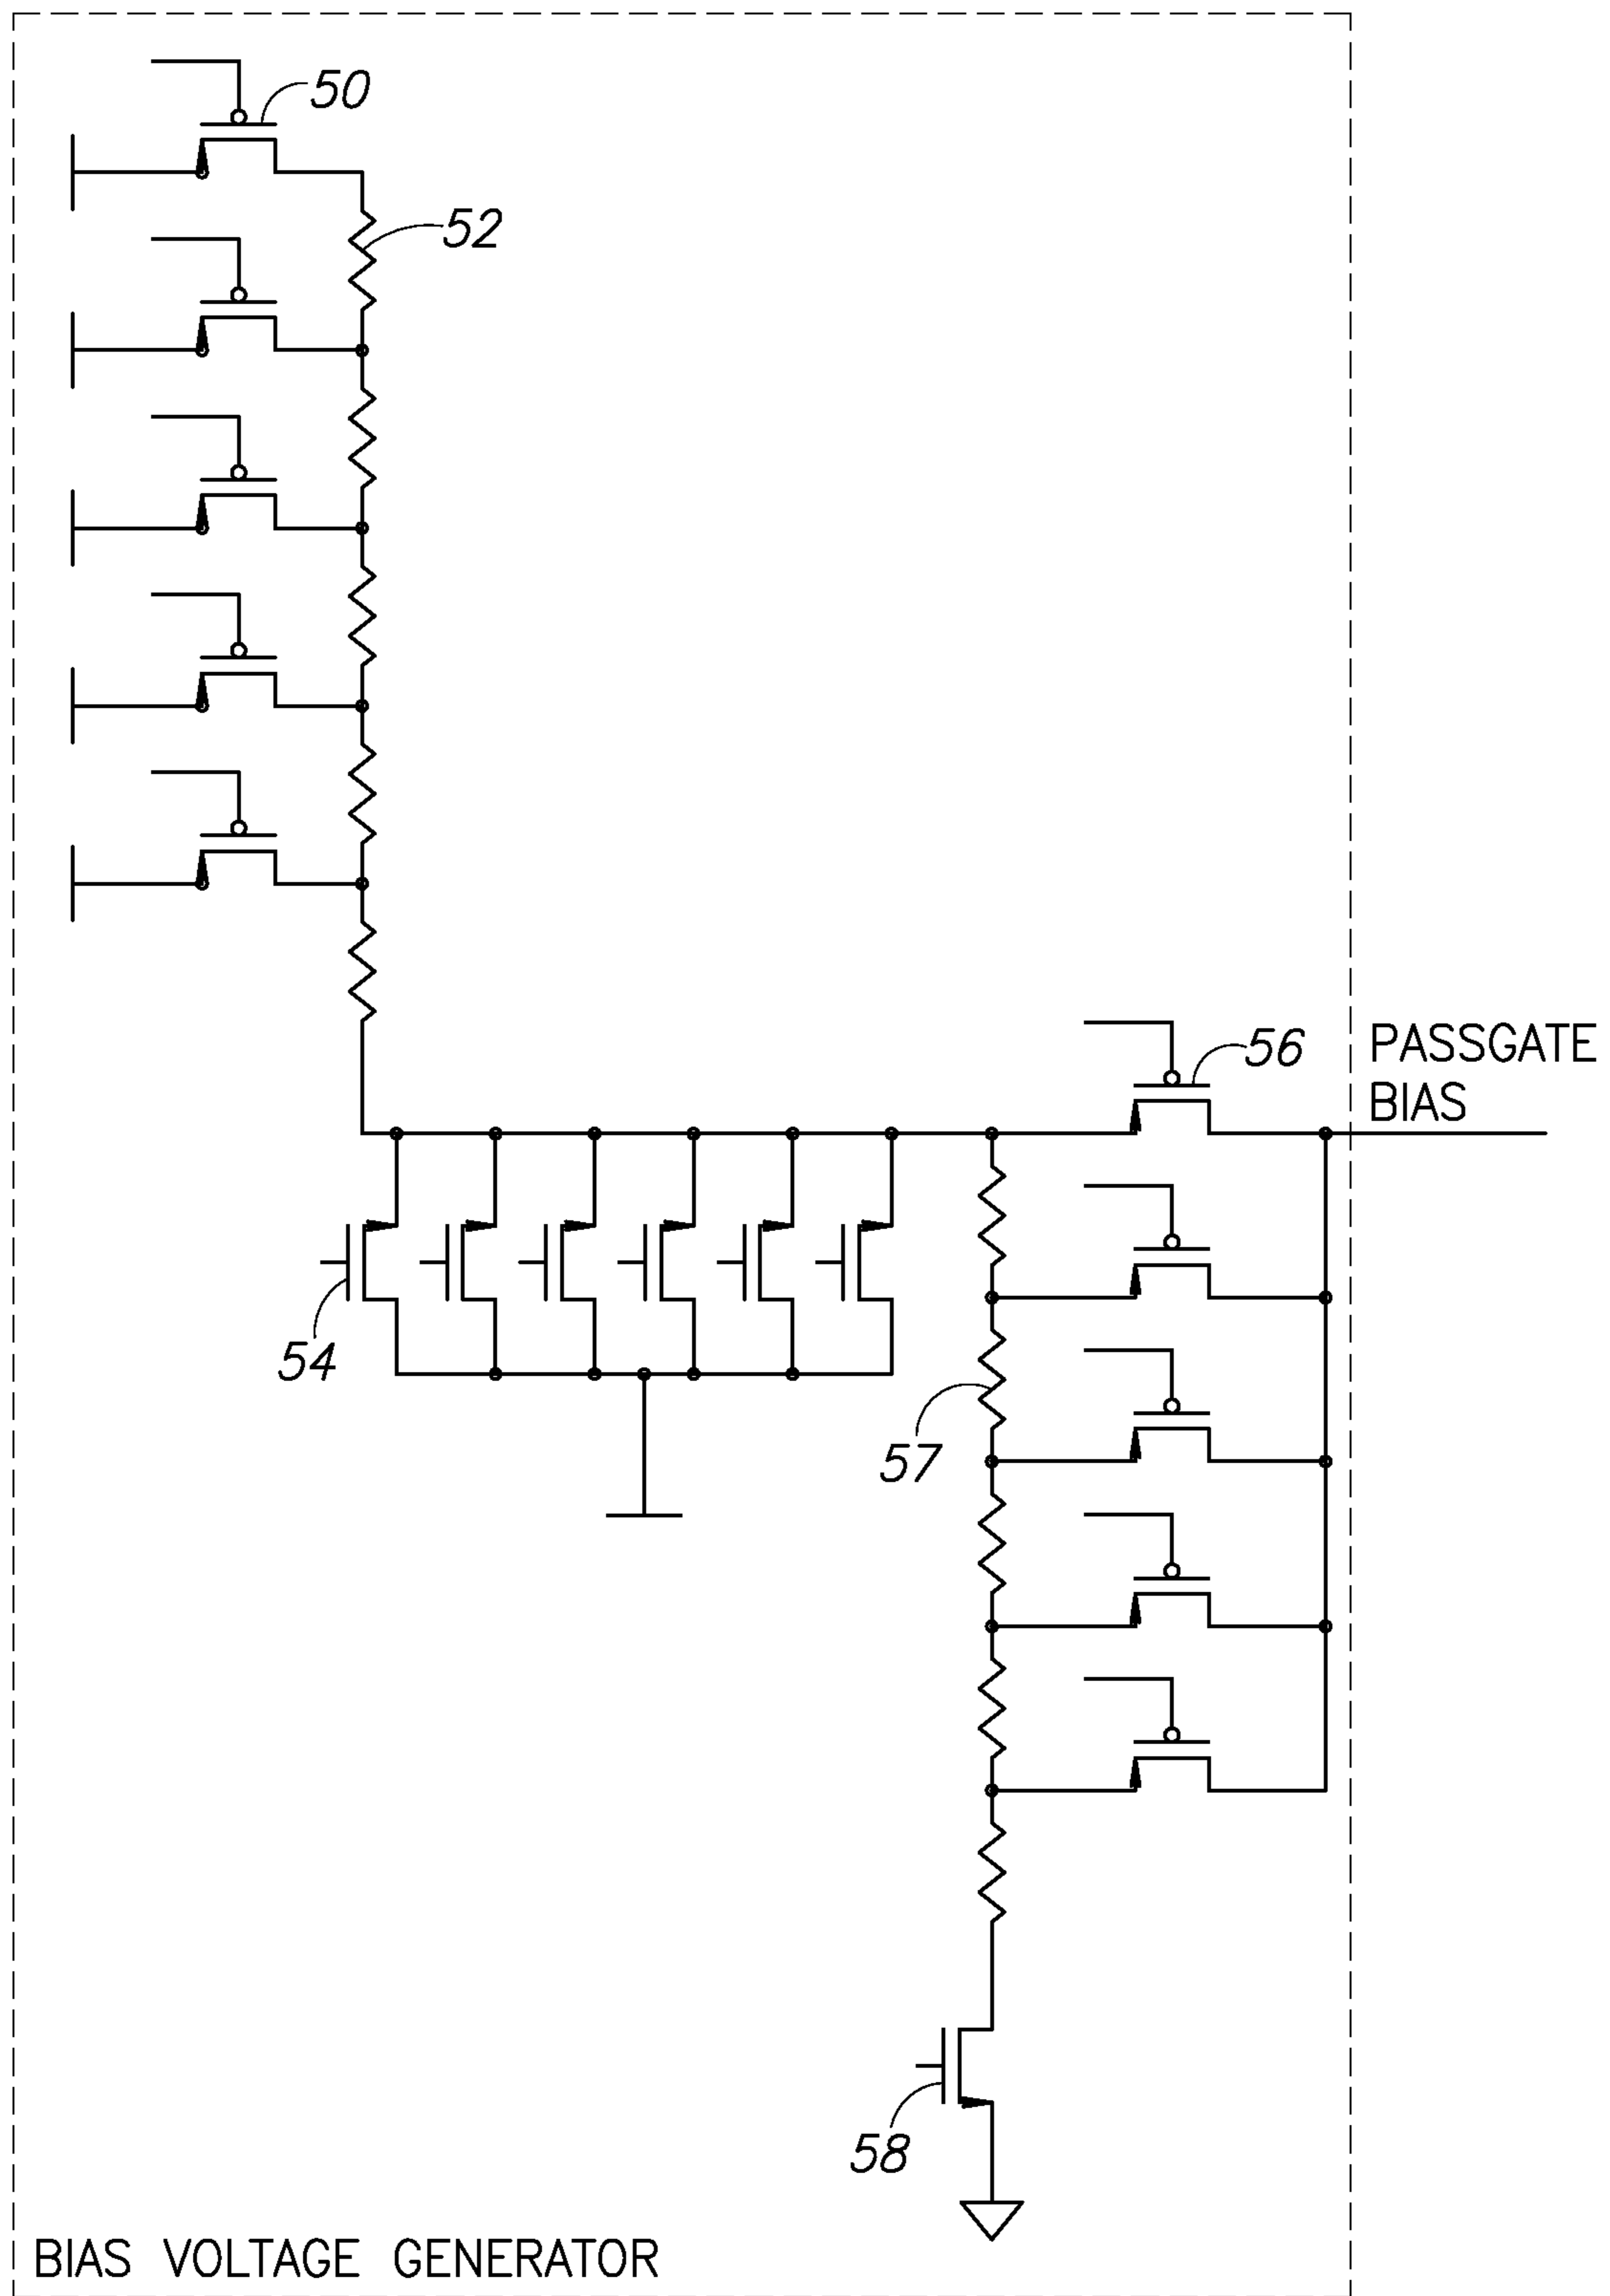 50
52
56
PASSGATE
BIAS
54
57
58
BIAS VOLTAGE GENERATOR